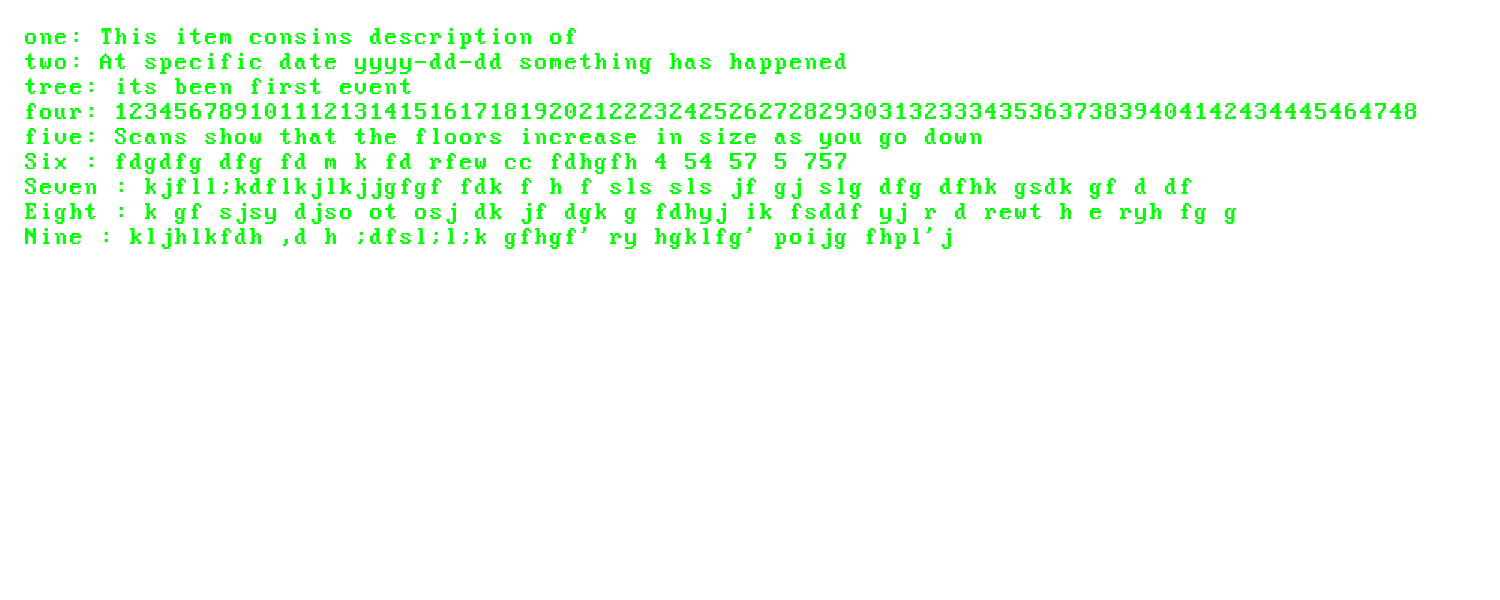 one: This item consins description of
two: At specific date yyyy-dd-dd something has happened
tree: its been first event
four: 123456789101112131415161718192021222324252627282930313233343536373839404142434445464748
five: Scans show that the floors increase in size as you go down
Six : fdgdfg dfg fd m k fd rfew cc fdhgfh 4 54 57 5 757
Seven : kjfll;kdflkjlkjjgfgf fdk f h f sls sls jf gj slg dfg dfhk gsdk gf d df
Eight : k gf sjsy djso ot osj dk jf dgk g fdhyj ik fsddf yj r d rewt h e ryh fg g
Nine : kljhlkfdh ,d h ;dfsl;l;k gfhgf' ry hgklfg' poijg fhpl'j